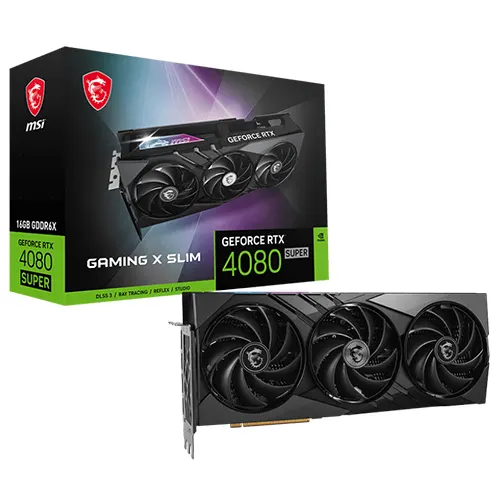 msi
16GB GDDR6X
GEFORCE RTX
4080
SUPER
GEFORCE RTX
GAMING X SLIM
GEFORCE RTX
4080 SUPER
DLSS 3 / RAY TRACING / REFLEX / STUDIO